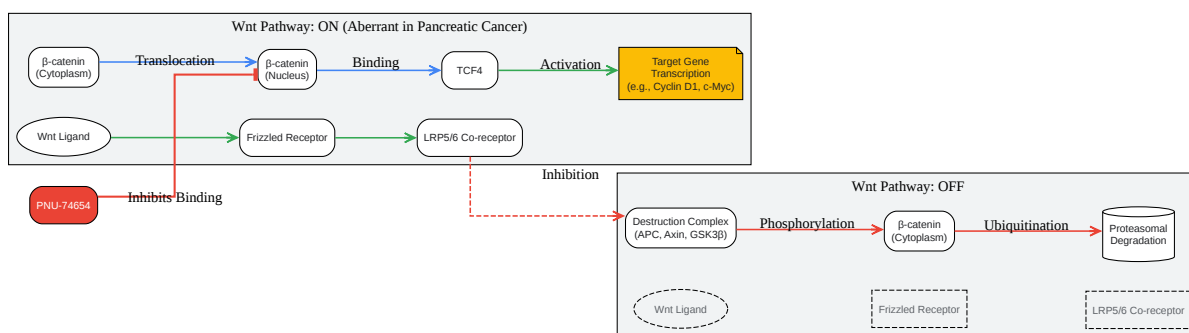 Wnt Pathway: ON (Aberrant in Pancreatic Cancer)
β-catenin
(Cytoplasm)
Translocation
β-catenin
(Nucleus)
Binding
TCF4
Activation
Target Gene
Transcription
(e.g., Cyclin D1, c-Myc)
Wnt Ligand
Frizzled Receptor
LRP5/6 Co-receptor
PNU-74654
Inhibits Binding
Inhibition
Wnt Pathway: OFF
Destruction Complex
(APC, Axin, GSK3β)
Phosphorylation
β-catenin
(Cytoplasm)
Ubiquitination
Proteasomal
Degradation
Wnt Ligand
Frizzled Receptor
LRP5/6 Co-receptor